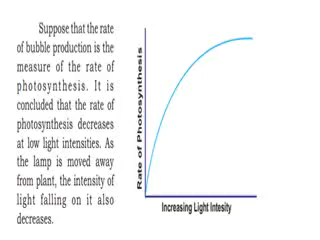 Suppose that the rate
of bubble production is the
measure of the rate of
photosynthesis. It is
concluded that the rate of
photosynthesis decreases
at low light intensities. As
the lamp is moved away
from plant, the intensity of
light falling on it also
decreases.
Rate of Photosynthesis
Increasing Light Intesity